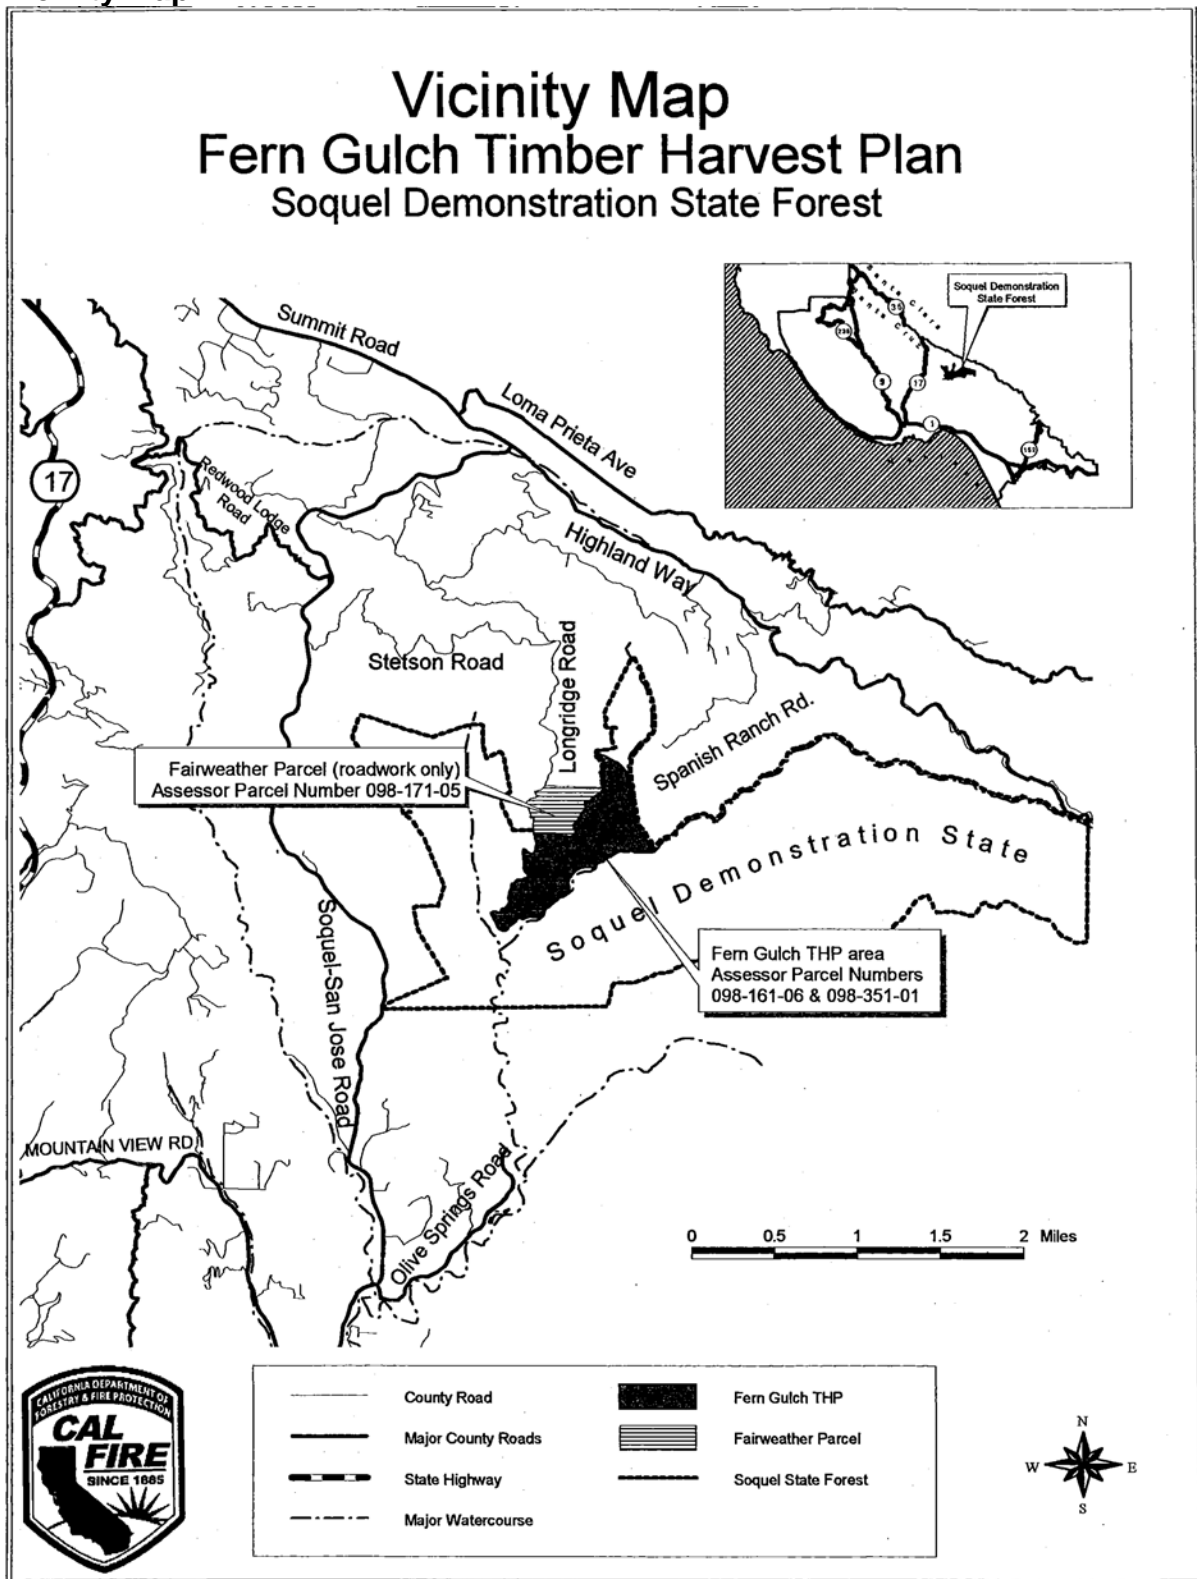 Vicinity Map
Fern Gulch Timber Harvest Plan
Soquel Demonstration State Forest
Soquel Demonstration
State Forest
Santa Clara
Santa Cruz
35
236
9
17
1
152
Summit Road
Loma Prieta Ave
17
Redwood Lodge
Road
Highland Way
Stetson Road
Longridge Road
Spanish Ranch Rd.
Fairweather Parcel (roadwork only)
Assessor Parcel Number 098-171-05
Soquel Demonstration State
Fern Gulch THP area
Assessor Parcel Numbers
098-161-06 & 098-351-01
Soquel-San Jose Road
MOUNTAIN VIEW RD
Olive Springs Road
0 0.5 1 1.5 2 Miles
CALIFORNIA DEPARTMENT OF
FORESTRY & FIRE PROTECTION
CAL
FIRE
SINCE 1885
County Road
Major County Roads
State Highway
Major Watercourse
Fern Gulch THP
Fairweather Parcel
Soquel State Forest
N
W E
S